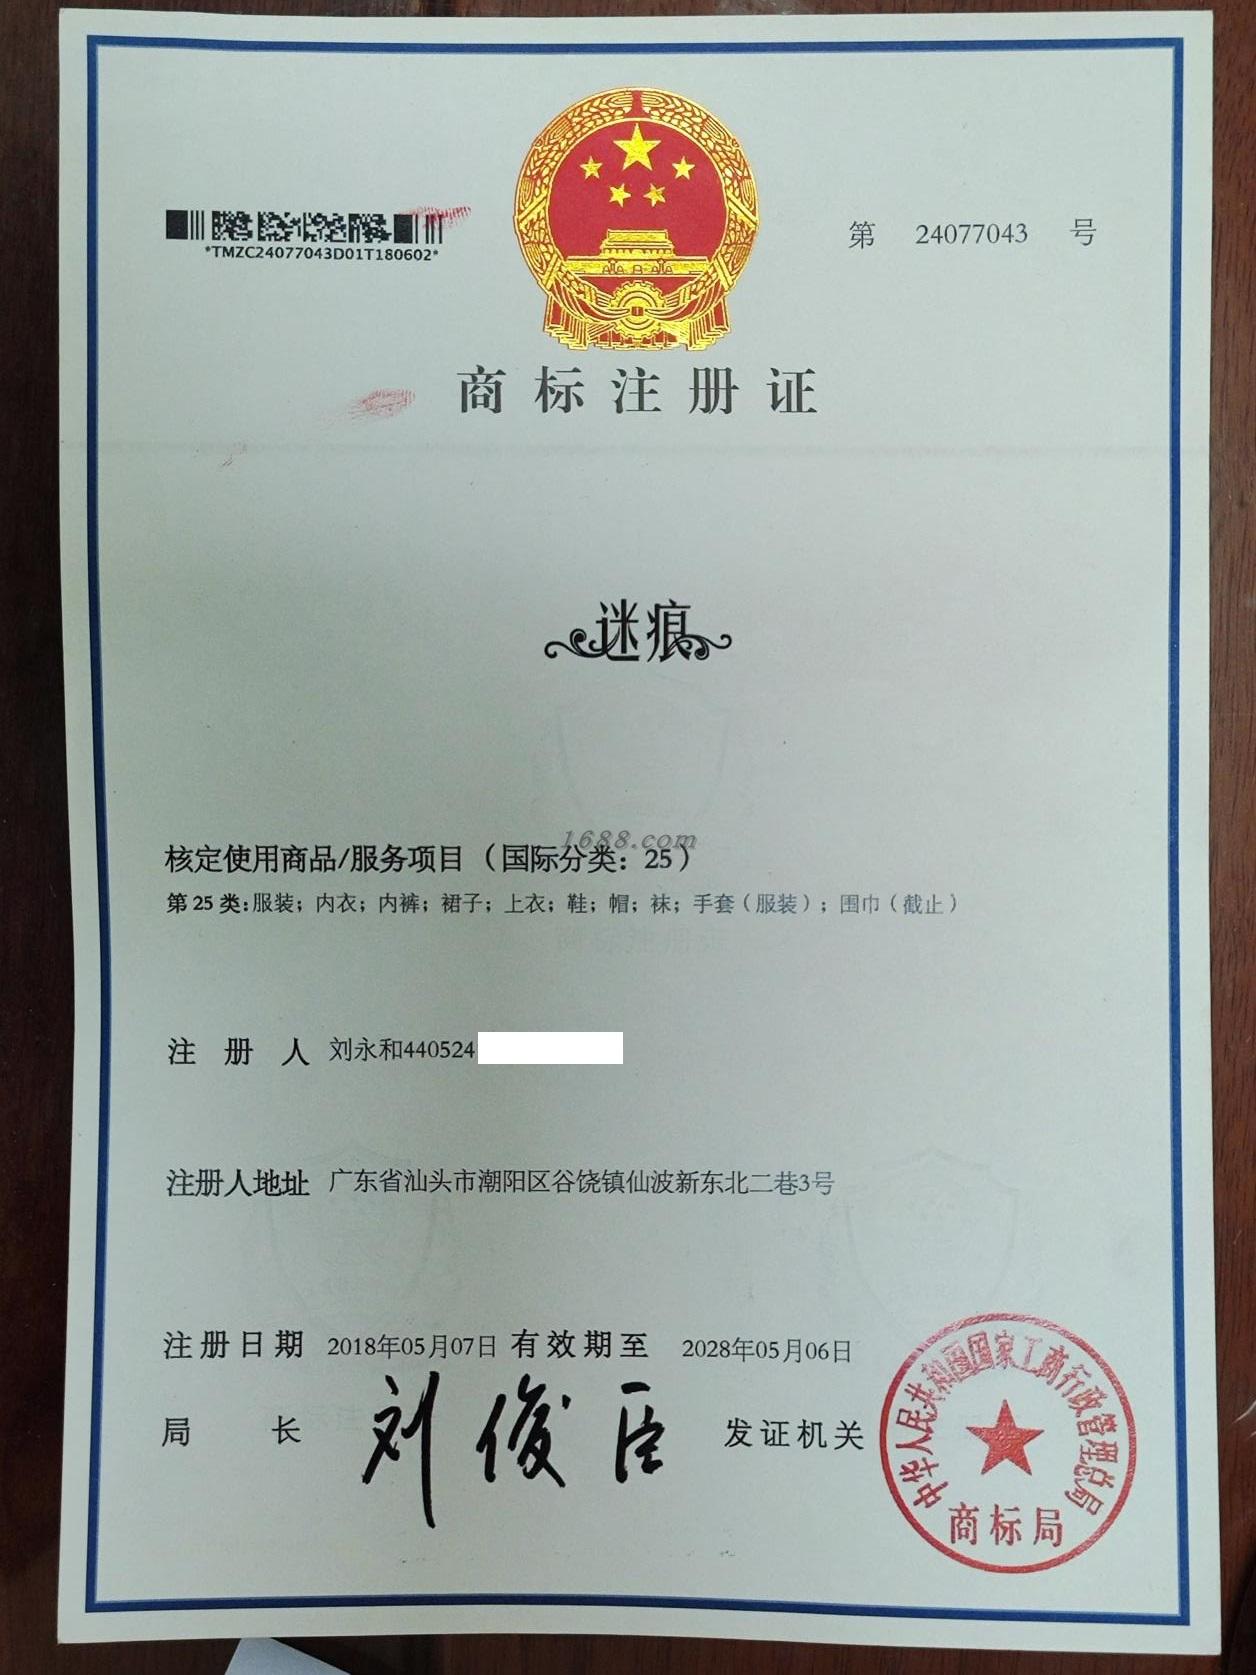 *TMZC24077043D01T180602*
第 24077043 号
商标注册证
迷痕
1688.com
核定使用商品/服务项目（国际分类：25）
第25类：服装；内衣；内裤；裙子；上衣；鞋；帽；袜；手套（服装）；围巾（截止）
商标注册证
注册人 刘永和440524
注册人地址 广东省汕头市潮阳区谷饶镇仙波新东北二巷3号
注册日期 2018年05月07日 有效期至 2028年05月06日
局长 刘俊臣 发证机关
中华人民共和国国家工商行政管理总局
商标局